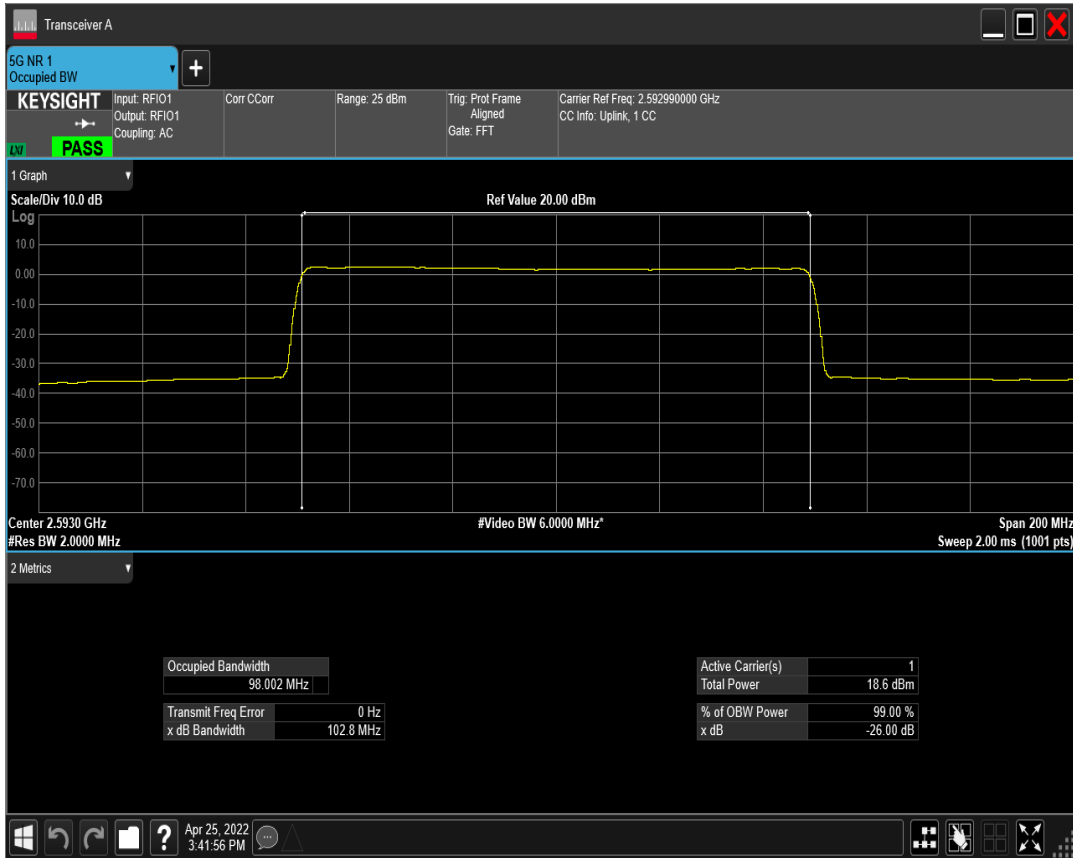 Transceiver A
5G NR 1
Occupied BW
KEYSIGHT
LXI
PASS
Input: RFIO1
Output: RFIO1
Coupling: AC
Corr CCorr
Range: 25 dBm
Trig: Prot Frame
Aligned
Gate: FFT
Carrier Ref Freq: 2.592990000 GHz
CC Info: Uplink, 1 CC
1 Graph
Scale/Div 10.0 dB
Ref Value 20.00 dBm
Log
10.0
0.00
-10.0
-20.0
-30.0
-40.0
-50.0
-60.0
-70.0
Center 2.5930 GHz
#Video BW 6.0000 MHz*
Span 200 MHz
#Res BW 2.0000 MHz
Sweep 2.00 ms (1001 pts)
2 Metrics
Occupied Bandwidth
98.002 MHz
Transmit Freq Error 0 Hz
x dB Bandwidth 102.8 MHz
Active Carrier(s) 1
Total Power 18.6 dBm
% of OBW Power 99.00 %
x dB -26.00 dB
?
Apr 25, 2022
3:41:56 PM